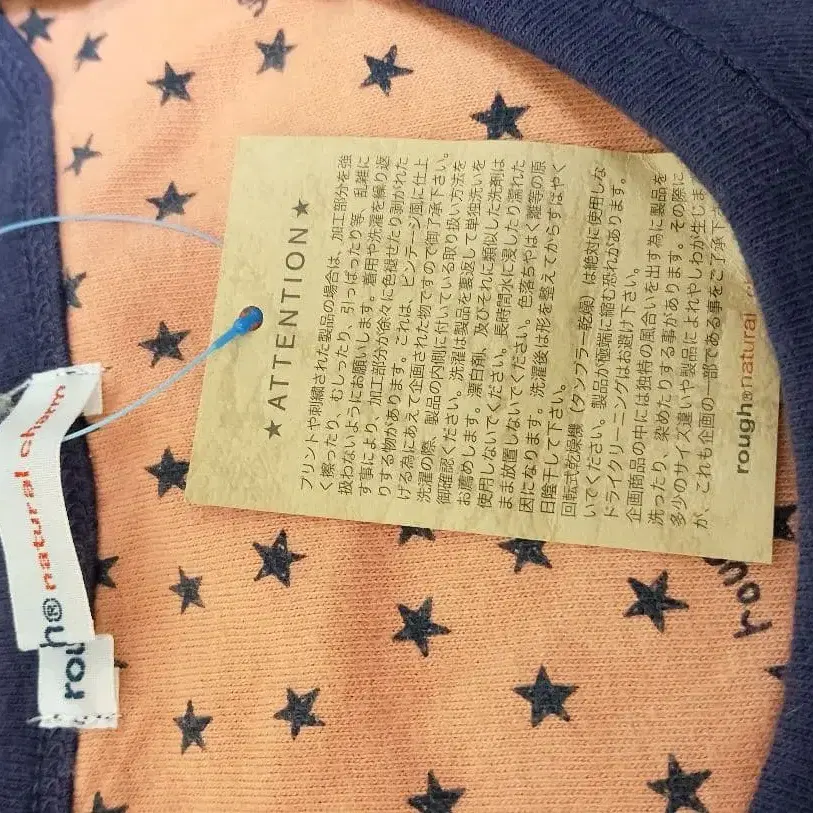 ★ATTENTION★
プリントや刺繍された製品の場合は、加工部分を強
く擦ったり、むしったり、引っぱったり等、乱雑に
扱わないようにお願いします。着用や洗濯を繰り返
す事により、加工部分が徐々に色褪せたり剥がれた
りする物があります。これは、ビンテージ風に仕上
げる為にあえて企画された物ですので御了承下さい。
洗濯の際、製品の内側に付いている取り扱い方法を
御確認ください。洗濯は製品を裏返して単独洗いを
お薦めします。漂白剤、及びそれに類似した洗剤は
使用しないでください。長時間水に浸したり濡れた
まま放置しないでください。色落ちやはく離等の原
因になります。洗濯後は形を整えてからすばやく
日陰干して下さい。
回転式乾燥機（タンブラー乾燥）は絶対に使用しな
いでください。製品が極端に縮む恐れがあります。
ドライクリーニングはお避け下さい。
企画商品の中には独特の風合いを出す為に製品を
洗ったり、染めたりする事があります。その際に
多少のサイズ違いや製品によれやしわが生じま
が、これも企画の一部である事をご了承下
rough®natural
rough®natural charm
rou
rou